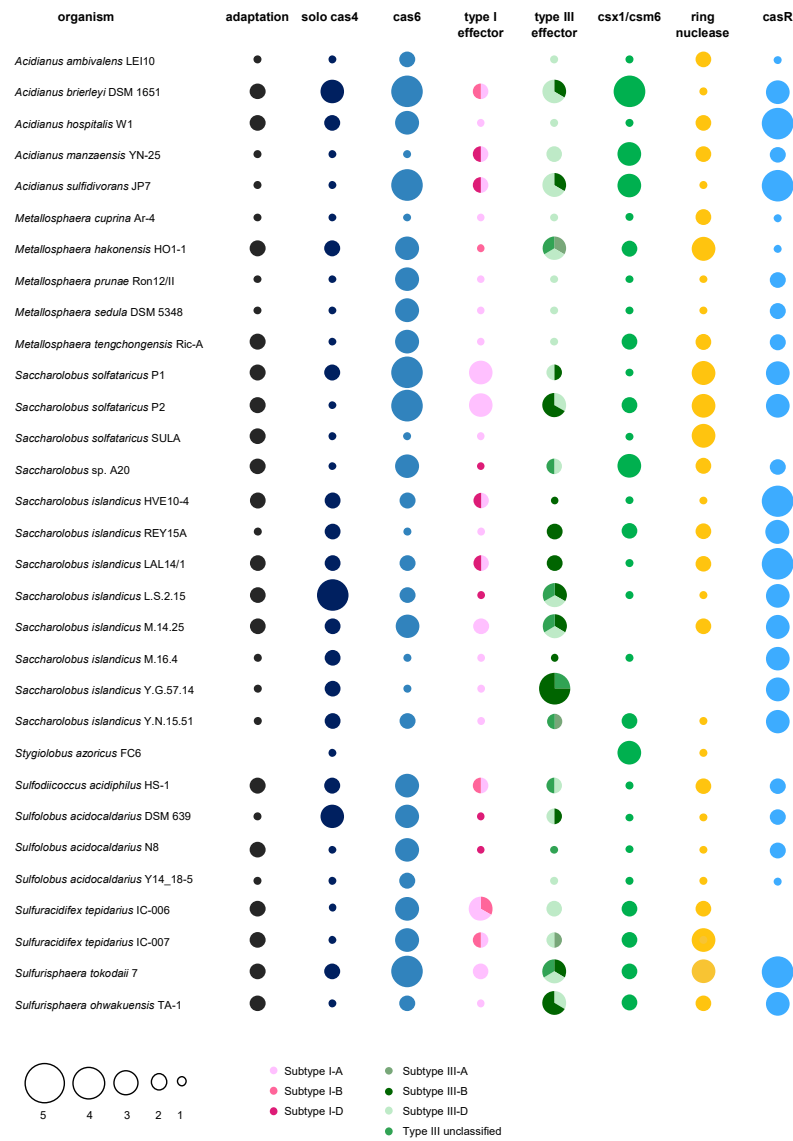 organism adaptation solo cas4 cas6 type I effector type III effector csx1/csm6 ring nuclease casR
Acidianus ambivalens LEI10
Acidianus brierleyi DSM 1651
Acidianus hospitalis W1
Acidianus manzaensis YN-25
Acidianus sulfidivorans JP7
Metallosphaera cuprina Ar-4
Metallosphaera hakonensis HO1-1
Metallosphaera prunae Ron12/II
Metallosphaera sedula DSM 5348
Metallosphaera tengchongensis Ric-A
Saccharolobus solfataricus P1
Saccharolobus solfataricus P2
Saccharolobus solfataricus SULA
Saccharolobus sp. A20
Saccharolobus islandicus HVE10-4
Saccharolobus islandicus REY15A
Saccharolobus islandicus LAL14/1
Saccharolobus islandicus L.S.2.15
Saccharolobus islandicus M.14.25
Saccharolobus islandicus M.16.4
Saccharolobus islandicus Y.G.57.14
Saccharolobus islandicus Y.N.15.51
Stygiolobus azoricus FC6
Sulfodiicoccus acidiphilus HS-1
Sulfolobus acidocaldarius DSM 639
Sulfolobus acidocaldarius N8
Sulfolobus acidocaldarius Y14_18-5
Sulfuracidifex tepidarius IC-006
Sulfuracidifex tepidarius IC-007
Sulfurisphaera tokodaii 7
Sulfurisphaera ohwakuensis TA-1
5 4 3 2 1
Subtype I-A
Subtype I-B
Subtype I-D
Subtype III-A
Subtype III-B
Subtype III-D
Type III unclassified